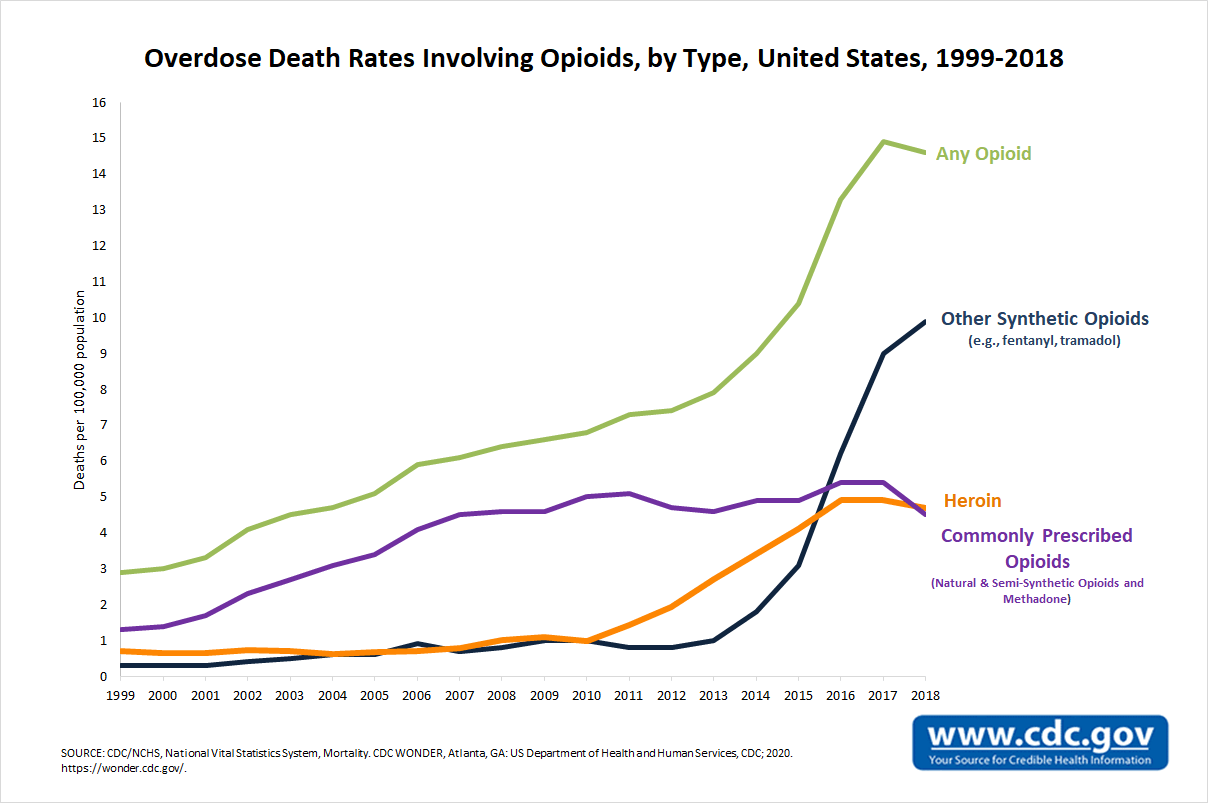 Overdose Death Rates Involving Opioids, by Type, United States, 1999-2018
16
15
14
13
12
11
10
9
8
7
6
5
4
3
2
1
0
Deaths per 100,000 population
1999 2000 2001 2002 2003 2004 2005 2006 2007 2008 2009 2010 2011 2012 2013 2014 2015 2016 2017 2018
Any Opioid
Other Synthetic Opioids
(e.g., fentanyl, tramadol)
Heroin
Commonly Prescribed
Opioids
(Natural & Semi-Synthetic Opioids and
Methadone)
SOURCE: CDC/NCHS, National Vital Statistics System, Mortality. CDC WONDER, Atlanta, GA: US Department of Health and Human Services, CDC; 2020.
https://wonder.cdc.gov/.
www.cdc.gov
Your Source for Credible Health Information